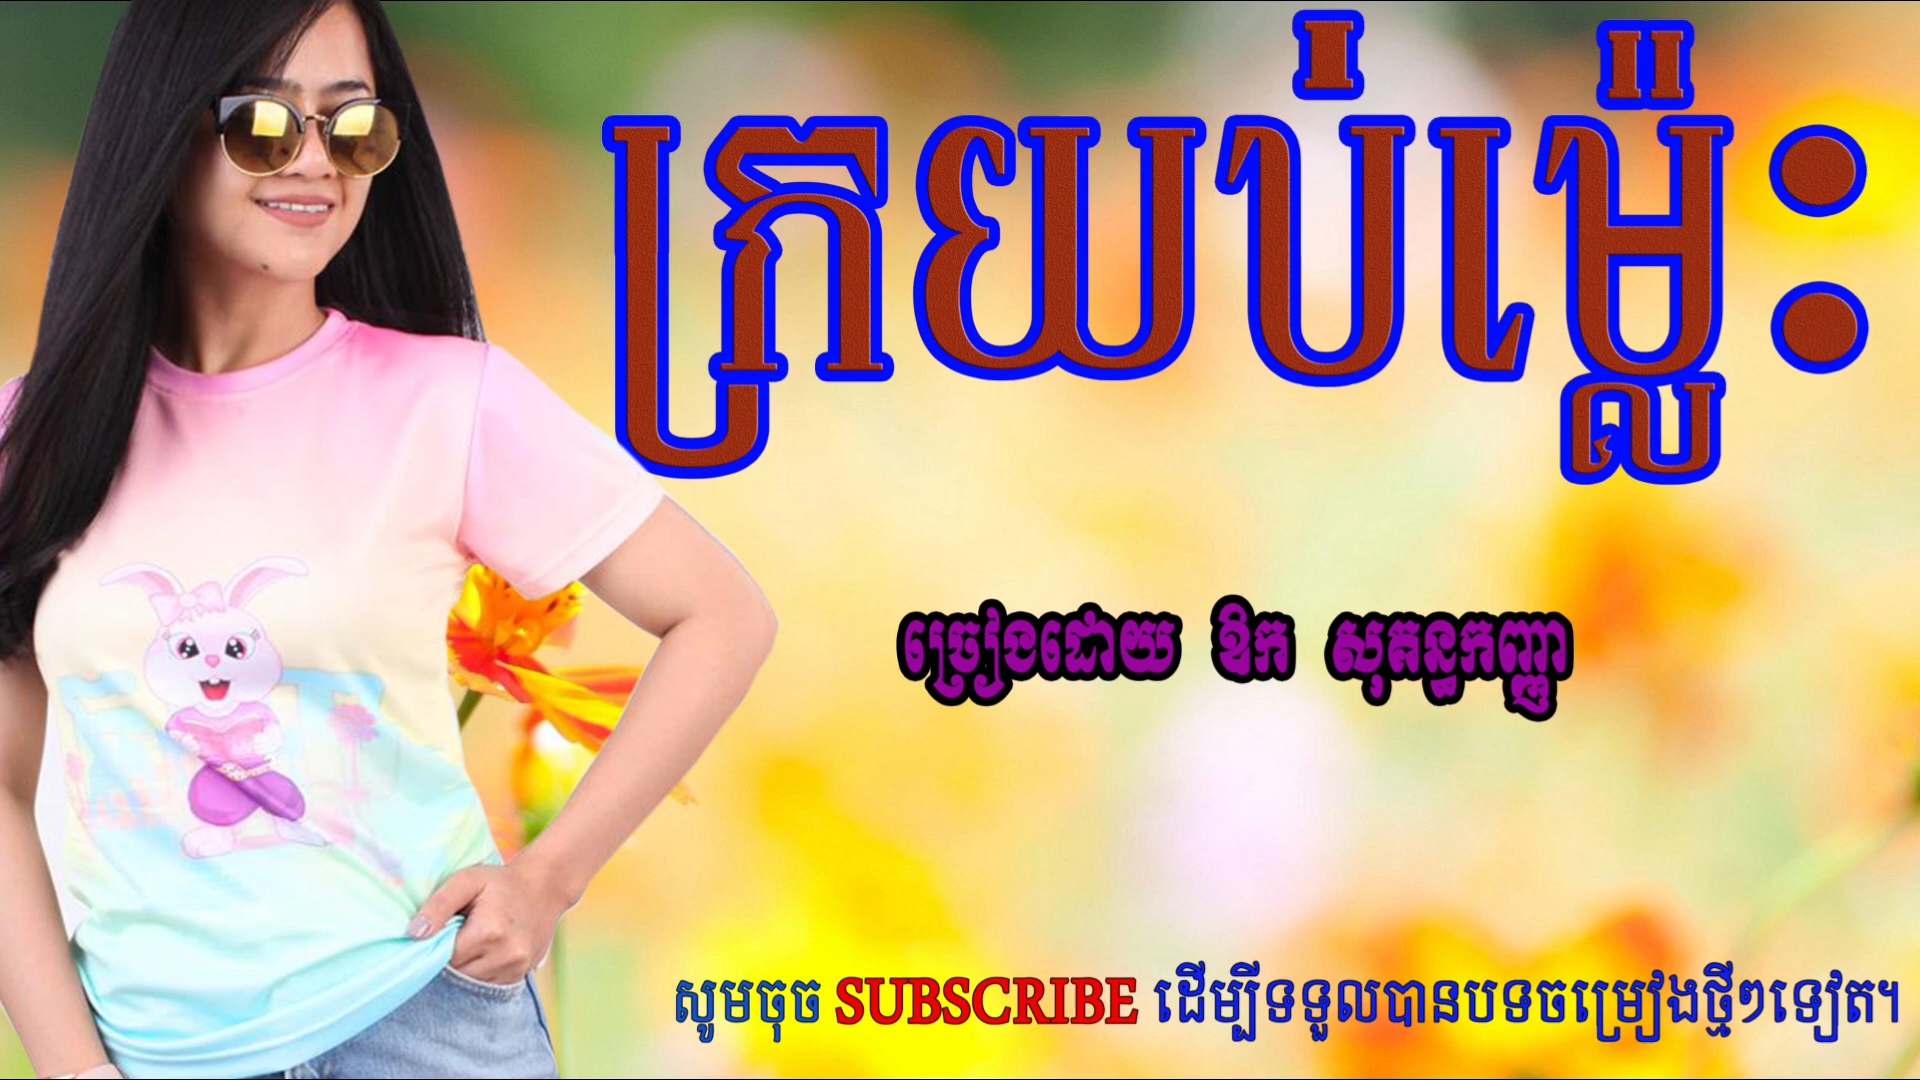 ក្រយបំម្ល៉េះ
ច្រៀងដោយ ឱក សុគន្ធកញ្ញា
សូមចុច SUBSCRIBE ដើម្បីទទួលបានបទចម្រៀងថ្មីៗទៀត។